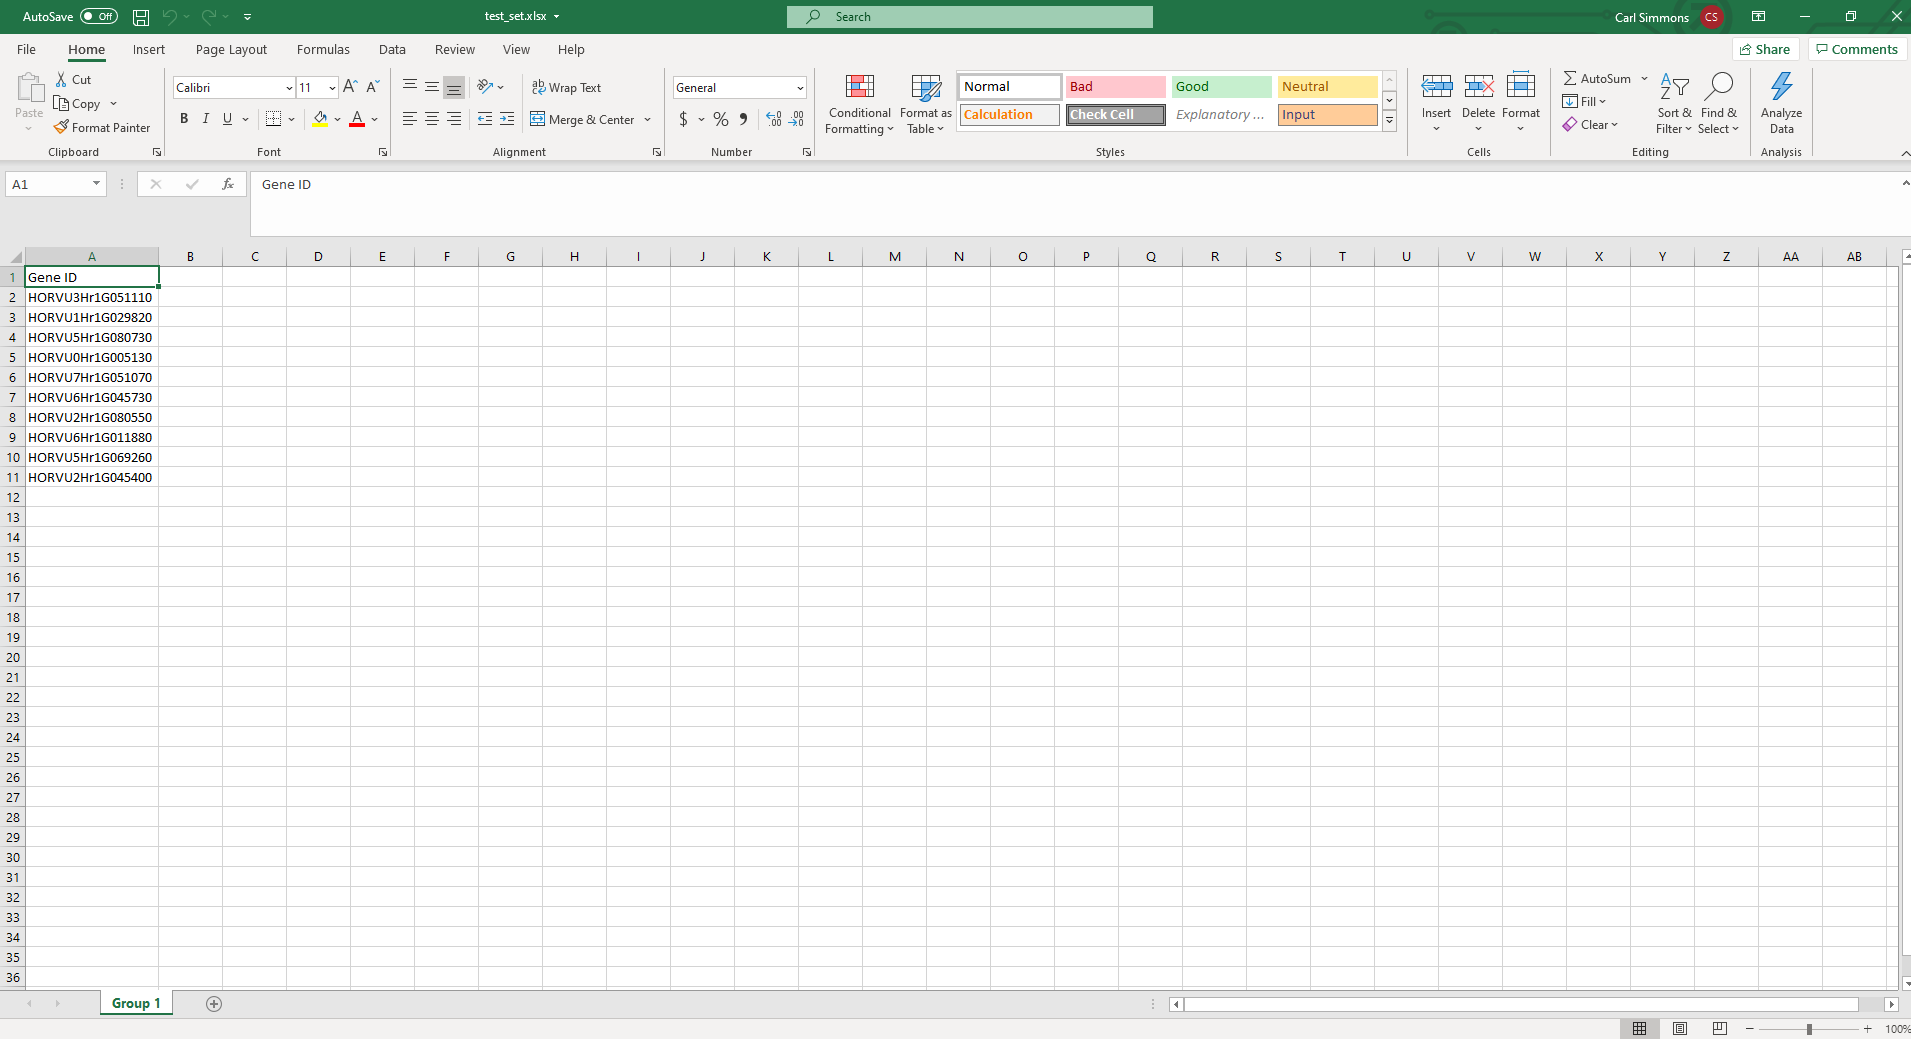 AutoSave Off test_set.xlsx Search Carl Simmons CS
File Home Insert Page Layout Formulas Data Review View Help Share Comments
Paste Cut Copy Format Painter Clipboard
Calibri 11 A A B I U A Font
ab Wrap Text Merge & Center Alignment
General $ % , Number
Conditional Formatting Format as Table Normal Bad Good Neutral
Calculation Check Cell Explanatory ... Input Styles
Insert Delete Format Cells
AutoSum Fill Clear Sort & Filter Find & Select Editing
Analyze Data Analysis
A1 fx Gene ID
A B C D E F G H I J K L M N O P Q R S T U V W X Y Z AA AB
1 Gene ID
2 HORVU3Hr1G051110
3 HORVU1Hr1G029820
4 HORVU5Hr1G080730
5 HORVU0Hr1G005130
6 HORVU7Hr1G051070
7 HORVU6Hr1G045730
8 HORVU2Hr1G080550
9 HORVU6Hr1G011880
10 HORVU5Hr1G069260
11 HORVU2Hr1G045400
12
13
14
15
16
17
18
19
20
21
22
23
24
25
26
27
28
29
30
31
32
33
34
35
36
Group 1
100%